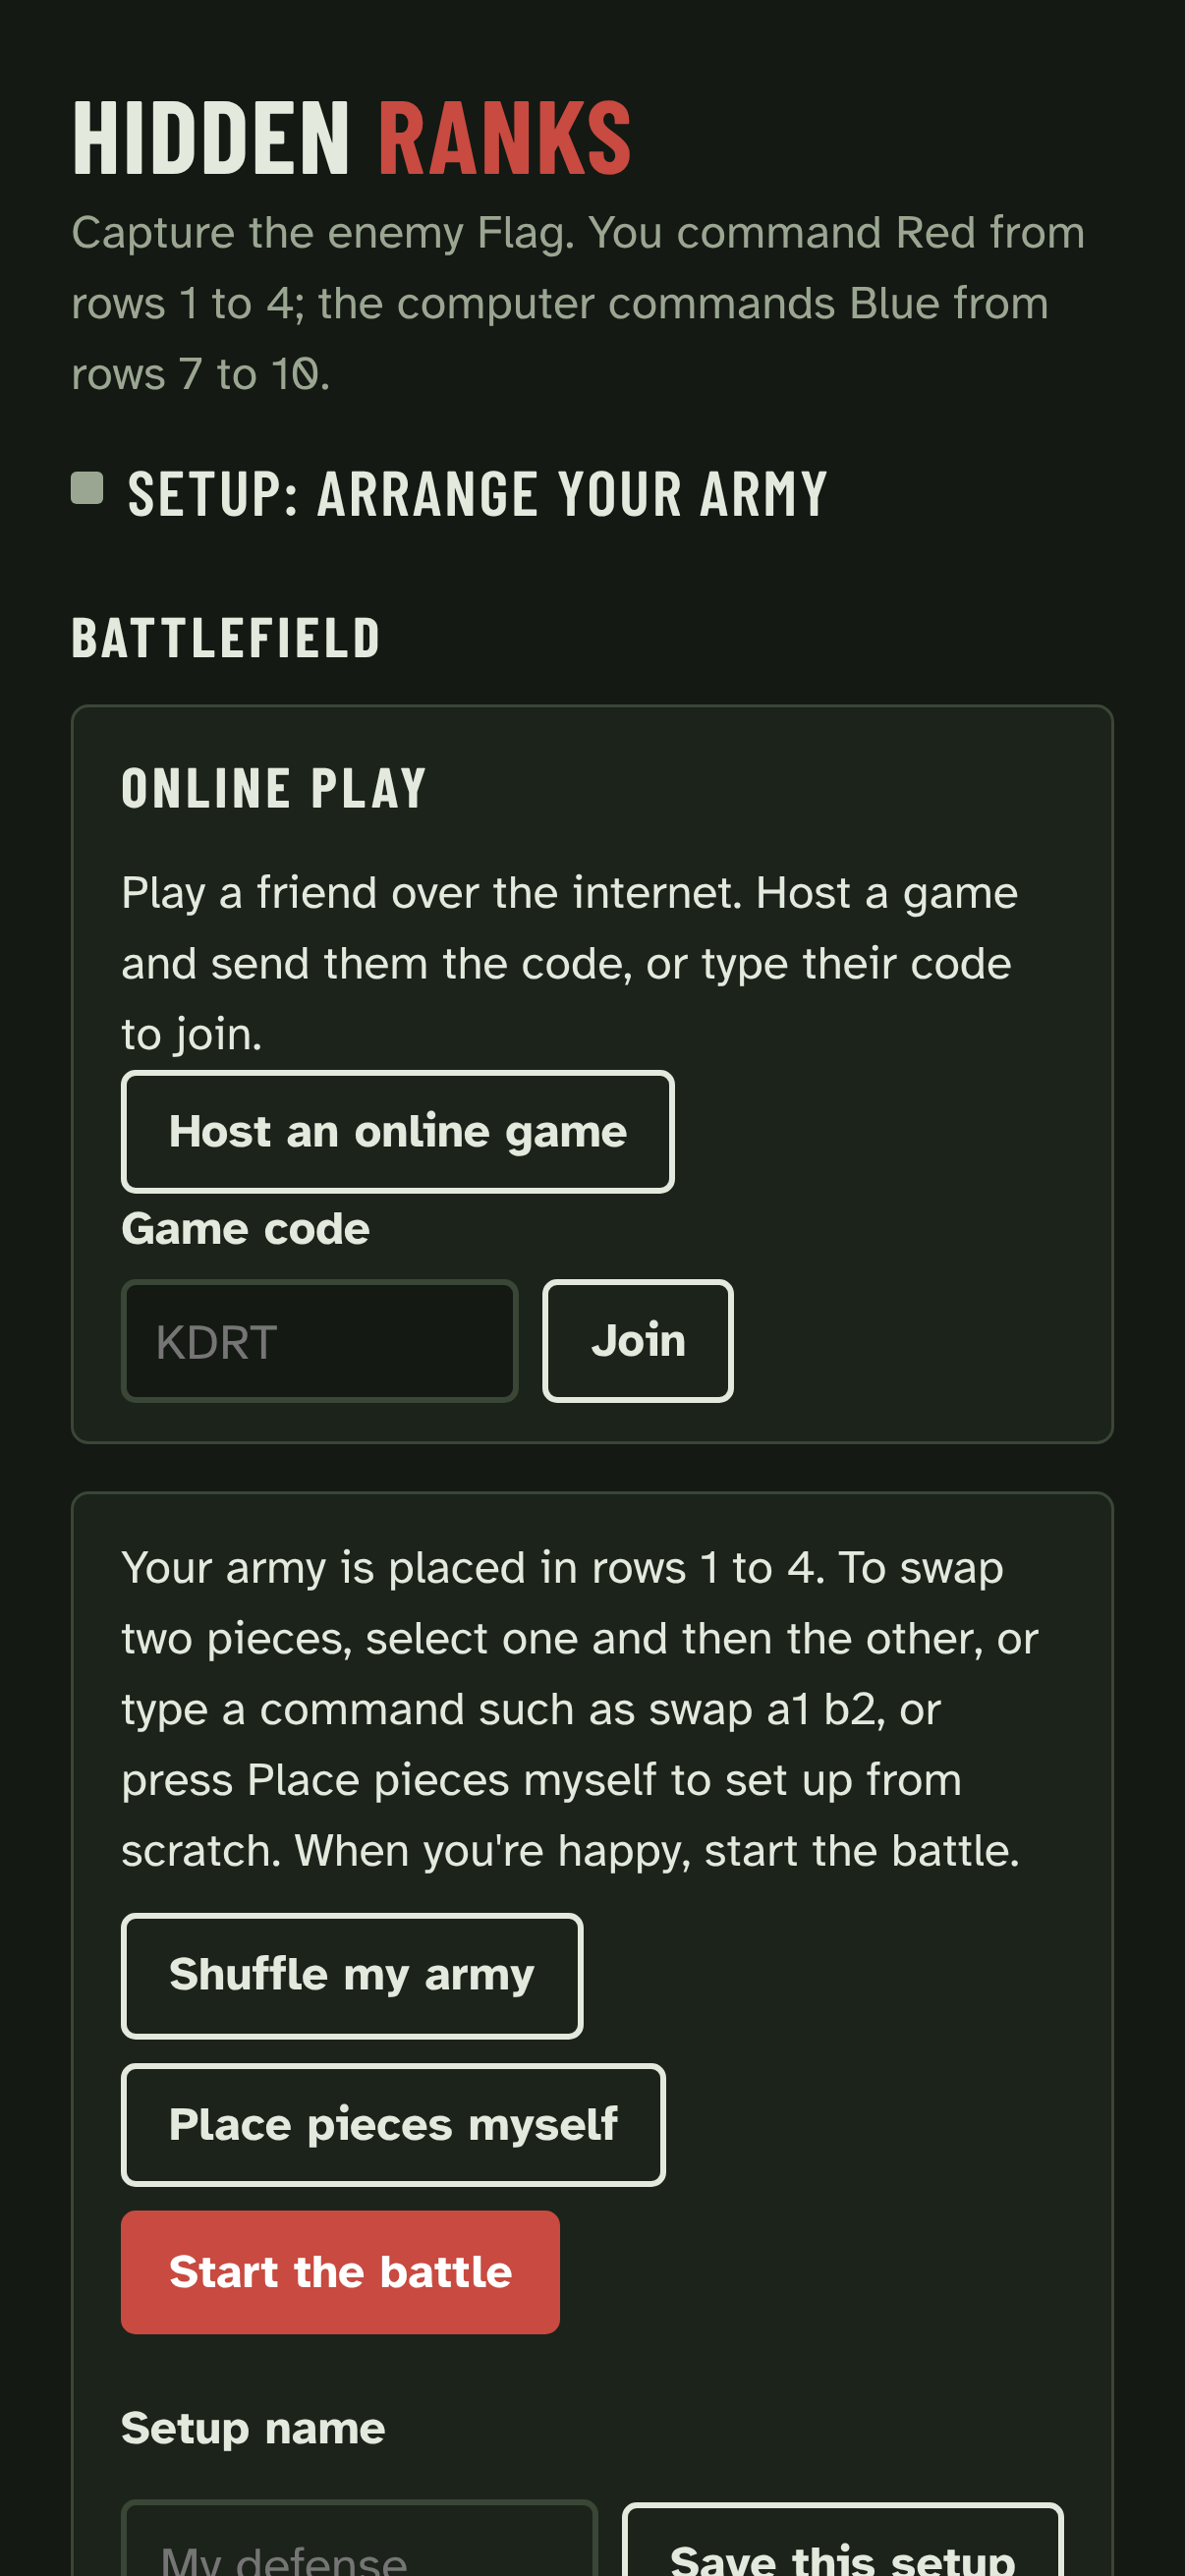 HIDDEN RANKS
Capture the enemy Flag. You command Red from
rows 1 to 4; the computer commands Blue from
rows 7 to 10.
SETUP: ARRANGE YOUR ARMY
BATTLEFIELD
ONLINE PLAY
Play a friend over the internet. Host a game
and send them the code, or type their code
to join.
Host an online game
Game code
KDRT
Join
Your army is placed in rows 1 to 4. To swap
two pieces, select one and then the other, or
type a command such as swap a1 b2, or
press Place pieces myself to set up from
scratch. When you're happy, start the battle.
Shuffle my army
Place pieces myself
Start the battle
Setup name
My defense
Save this setup